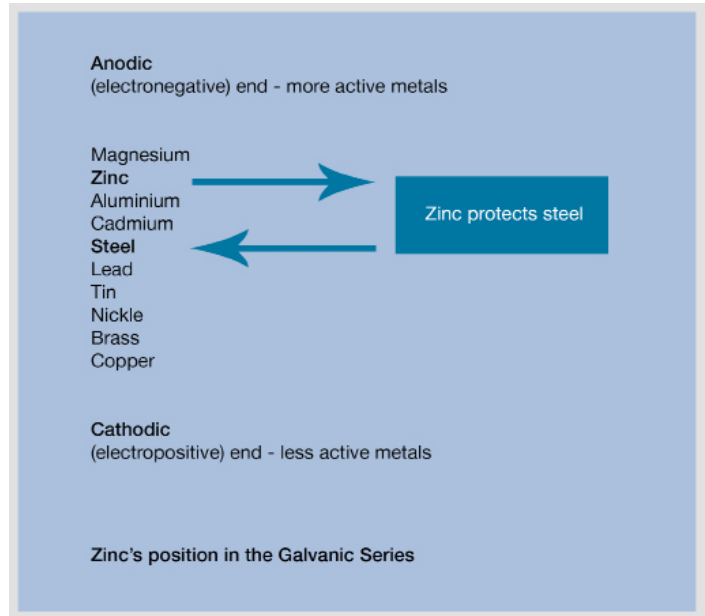 Anodic
(electronegative) end - more active metals
Magnesium
Zinc
Aluminium
Cadmium
Steel
Lead
Tin
Nickle
Brass
Copper
Zinc protects steel
Cathodic
(electropositive) end - less active metals
Zinc's position in the Galvanic Series